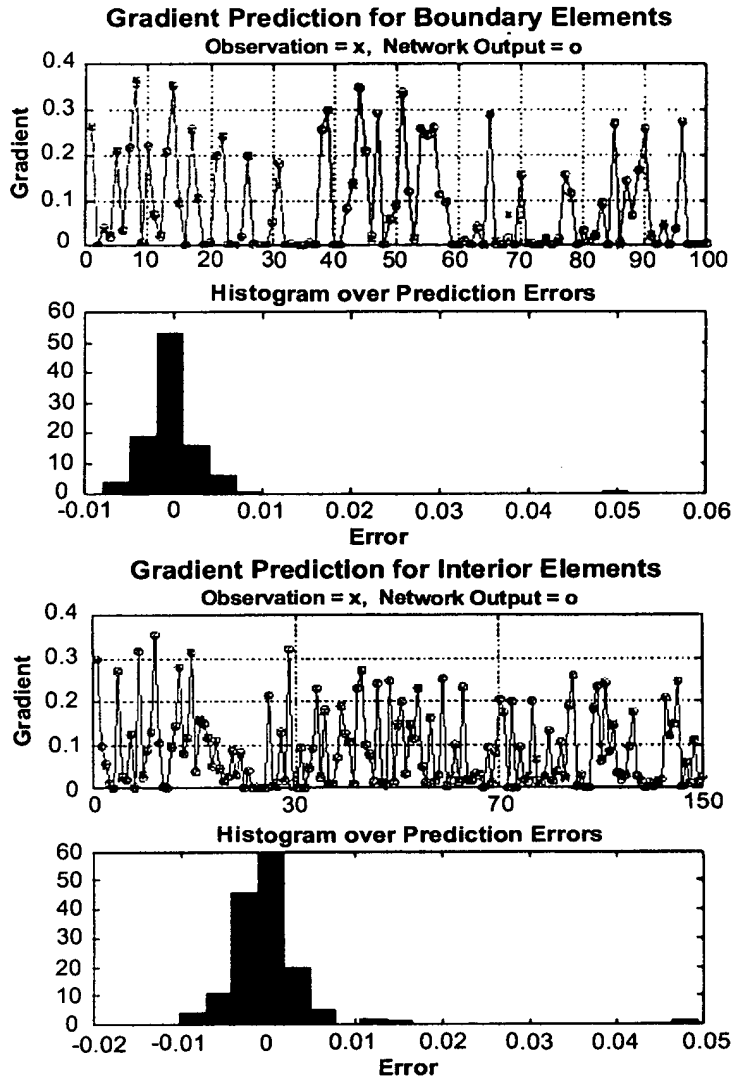 Gradient Prediction for Boundary Elements
Observation = x, Network Output = o
Gradient
0.4
0.3
0.2
0.1
0
0 10 20 30 40 50 60 70 80 90 100
Histogram over Prediction Errors
60
50
40
30
20
10
0
-0.01 0 0.01 0.02 0.03 0.04 0.05 0.06
Error
Gradient Prediction for Interior Elements
Observation = x, Network Output = o
Gradient
0.4
0.3
0.2
0.1
0
0 30 70 150
Histogram over Prediction Errors
60
50
40
30
20
10
0
-0.02 -0.01 0 0.01 0.02 0.03 0.04 0.05
Error